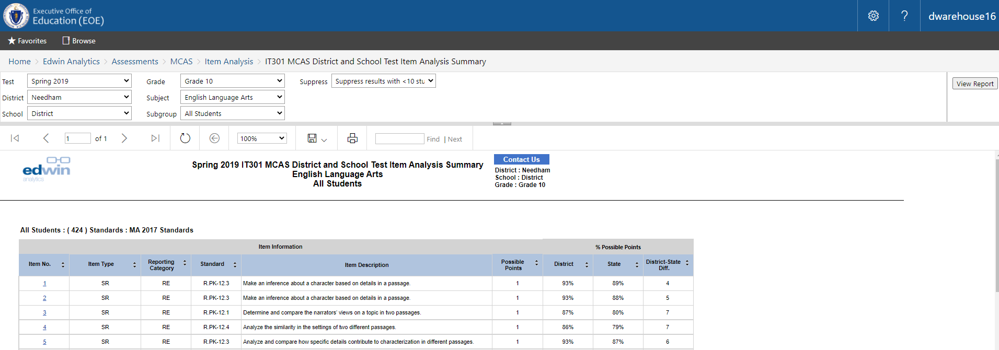 Executive Office of
Education (EOE)
? dwarehouse16
Favorites Browse
Home > Edwin Analytics > Assessments > MCAS > Item Analysis > IT301 MCAS District and School Test Item Analysis Summary
Test Spring 2019 Grade Grade 10 Suppress Suppress results with <10 stu
View Report
District Needham Subject English Language Arts
School District Subgroup All Students
1 of 1 100% Find | Next
edwin
analytics
Spring 2019 IT301 MCAS District and School Test Item Analysis Summary
English Language Arts
All Students
Contact Us
District : Needham
School : District
Grade : Grade 10
All Students : ( 424 ) Standards : MA 2017 Standards
Item Information % Possible Points
Item No. Item Type Reporting Category Standard Item Description Possible Points District State District-State Diff.
1 SR RE R.PK-12.3 Make an inference about a character based on details in a passage. 1 93% 89% 4
2 SR RE R.PK-12.3 Make an inference about a character based on details in a passage. 1 93% 88% 5
3 SR RE R.PK-12.1 Determine and compare the narrators' views on a topic in two passages. 1 87% 80% 7
4 SR RE R.PK-12.4 Analyze the similarity in the settings of two different passages. 1 86% 79% 7
5 SR RE R.PK-12.3 Analyze and compare how specific details contribute to characterization in different passages. 1 93% 87% 6